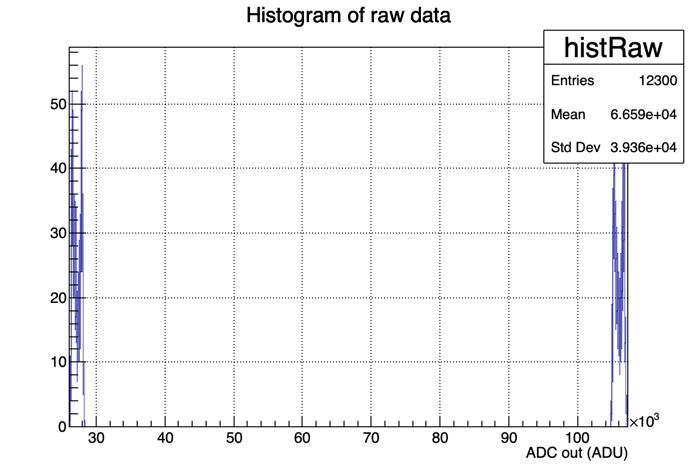 Histogram of raw data
histRaw
Entries 12300
Mean 6.659e+04
Std Dev 3.936e+04
50
40
30
20
10
0
30 40 50 60 70 80 90 100 ×10³
ADC out (ADU)